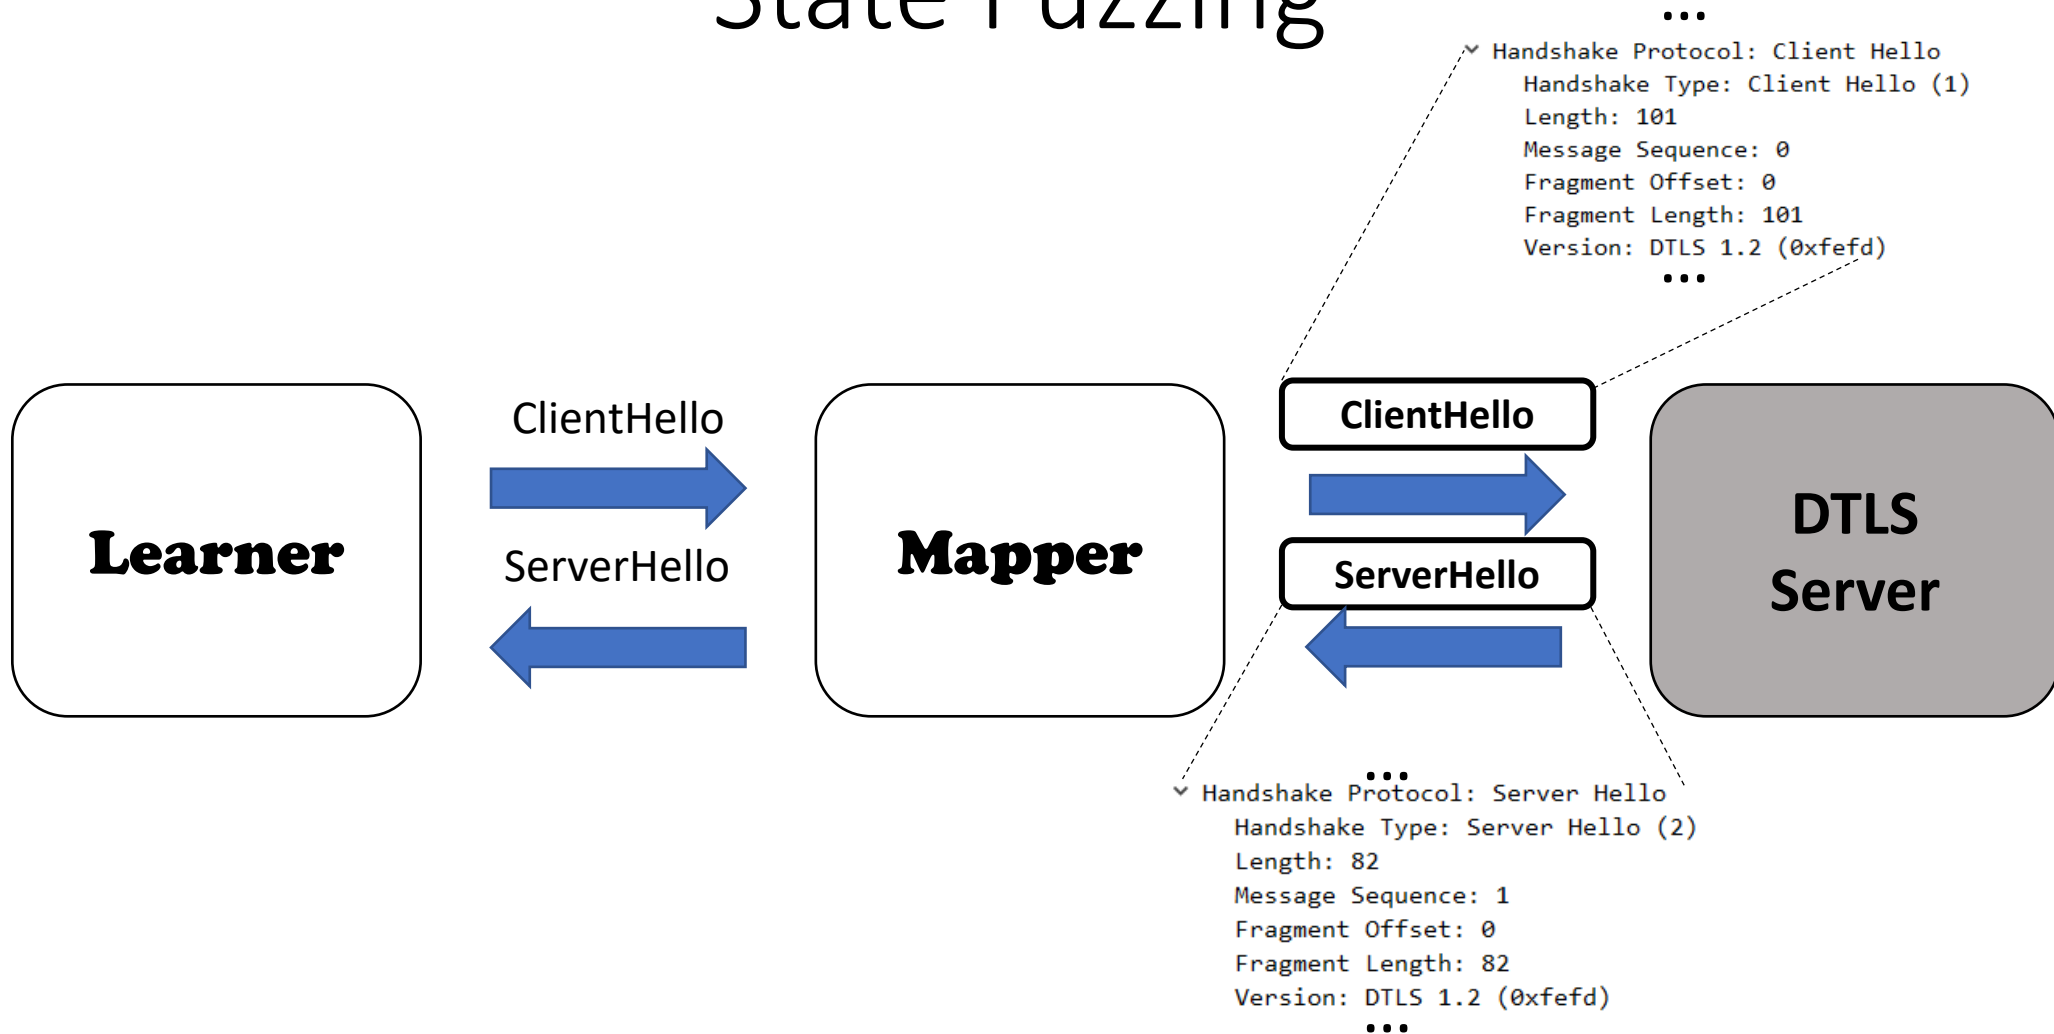 State Fuzzing
...
Handshake Protocol: Client Hello
Handshake Type: Client Hello (1)
Length: 101
Message Sequence: 0
Fragment Offset: 0
Fragment Length: 101
Version: DTLS 1.2 (0xfefd)
...
Learner
ClientHello
ServerHello
Mapper
ClientHello
ServerHello
DTLS
Server
...
Handshake Protocol: Server Hello
Handshake Type: Server Hello (2)
Length: 82
Message Sequence: 1
Fragment Offset: 0
Fragment Length: 82
Version: DTLS 1.2 (0xfefd)
...